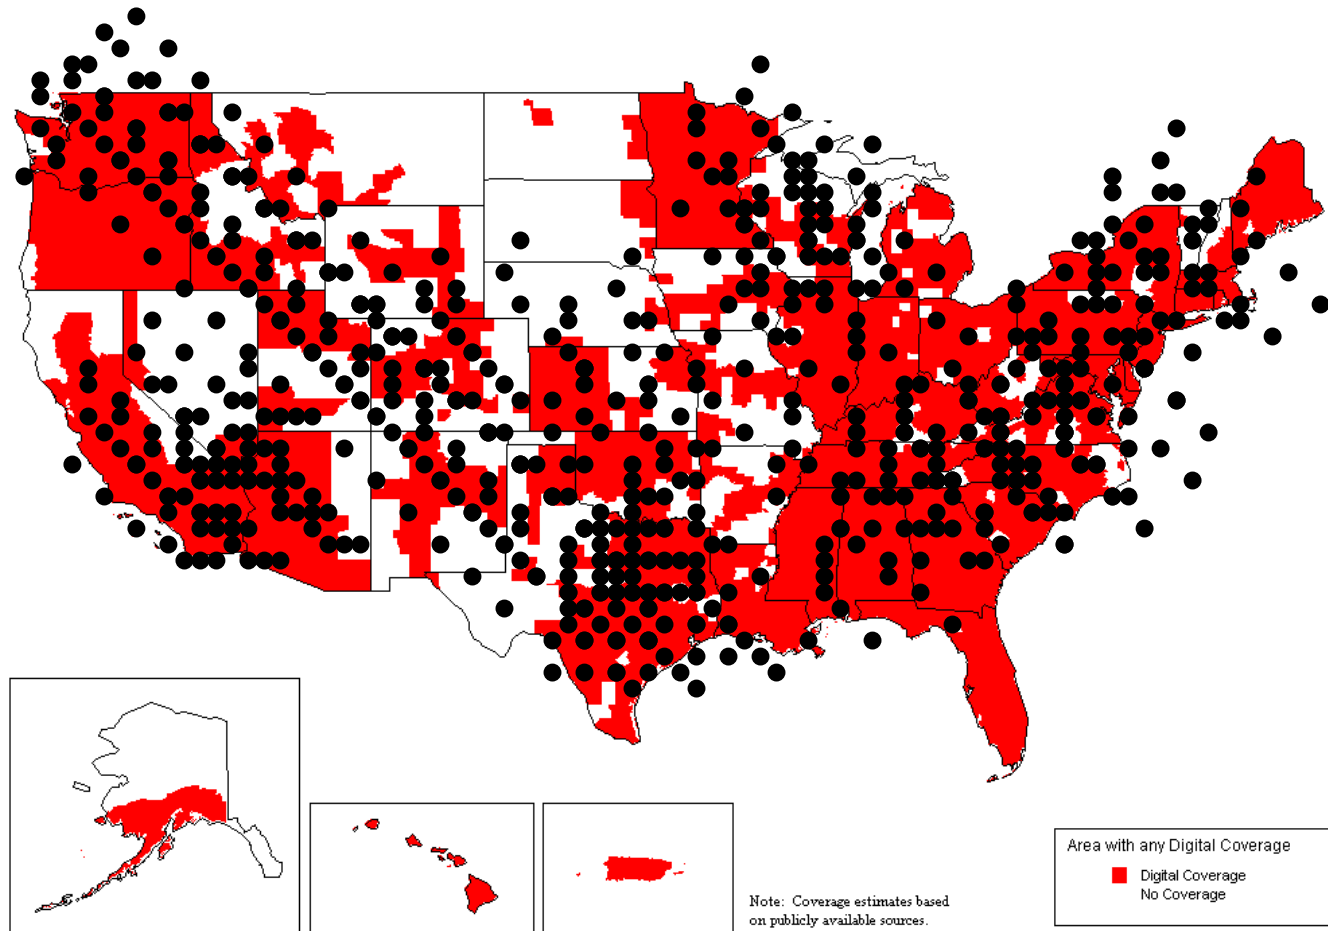 Area with any Digital Coverage
Digital Coverage
No Coverage
Note:  Coverage estimates based
on publicly available sources.